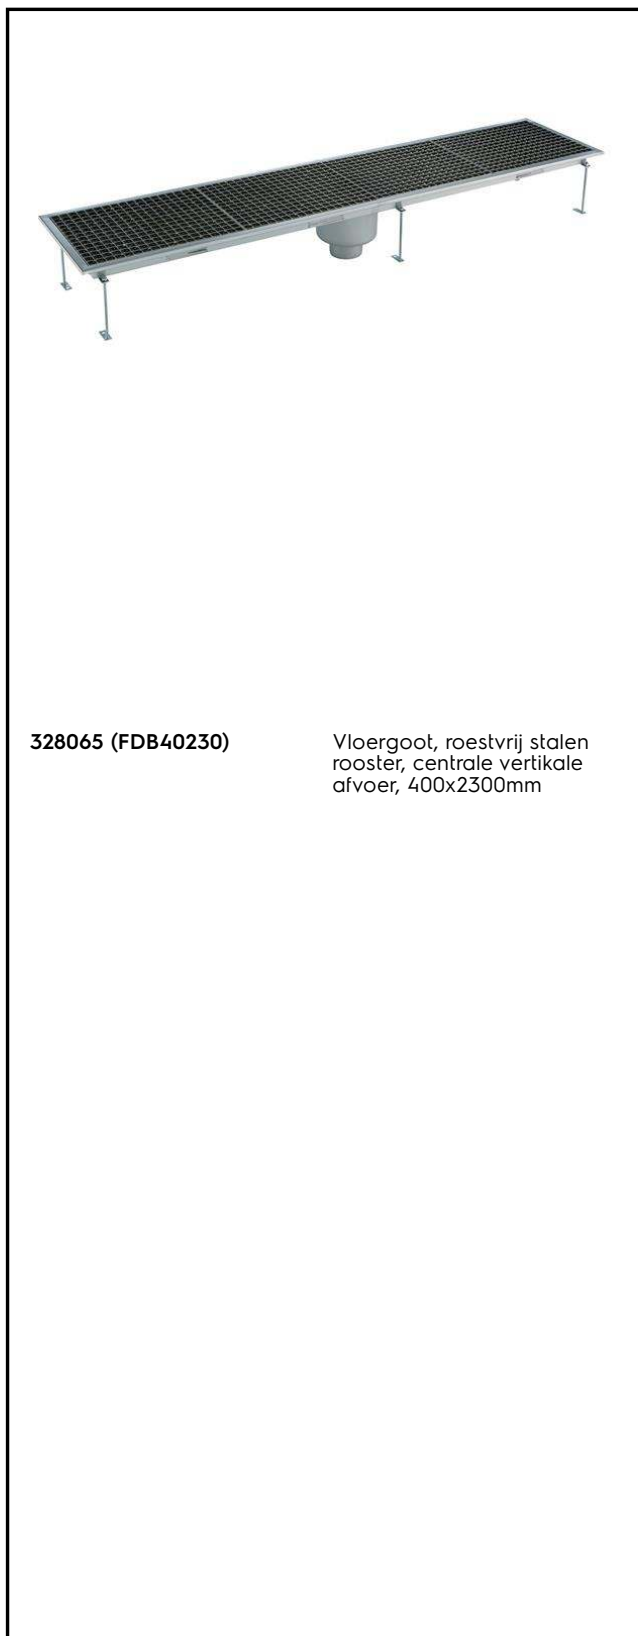 328065 (FDB40230)
Vloergoot, roestvrij stalen
rooster, centrale vertikale
afvoer, 400x2300mm